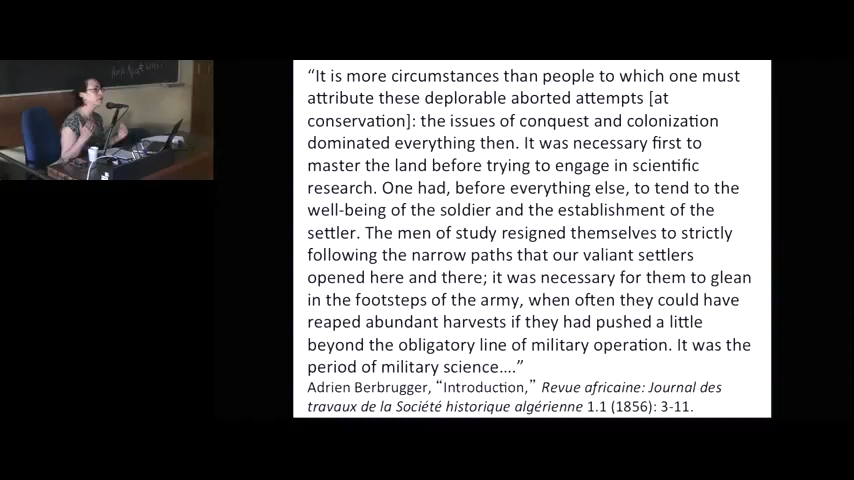 “It is more circumstances than people to which one must
attribute these deplorable aborted attempts [at
conservation]: the issues of conquest and colonization
dominated everything then. It was necessary first to
master the land before trying to engage in scientific
research. One had, before everything else, to tend to the
well-being of the soldier and the establishment of the
settler. The men of study resigned themselves to strictly
following the narrow paths that our valiant settlers
opened here and there; it was necessary for them to glean
in the footsteps of the army, when often they could have
reaped abundant harvests if they had pushed a little
beyond the obligatory line of military operation. It was the
period of military science….”
Adrien Berbrugger, “Introduction,” Revue africaine: Journal des
travaux de la Société historique algérienne 1.1 (1856): 3-11.